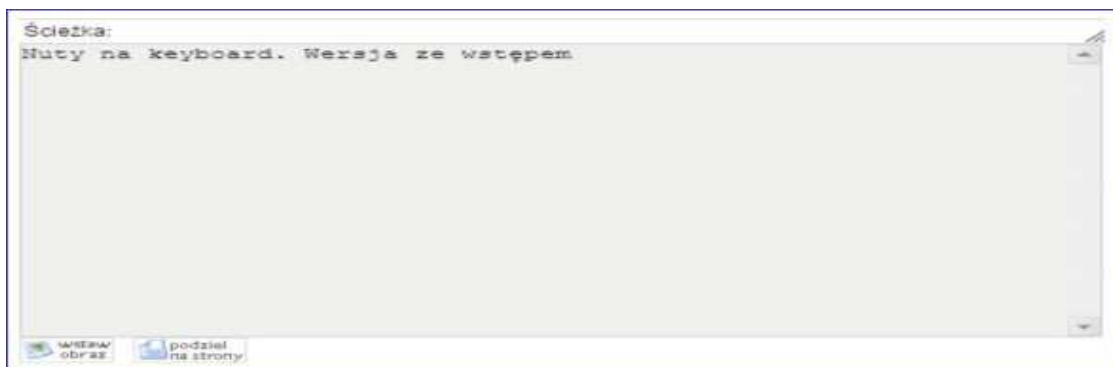 Ścieżka:
Nuty na keyboard. Wersja ze wstępem
wstaw
obraz
podziel
na strony